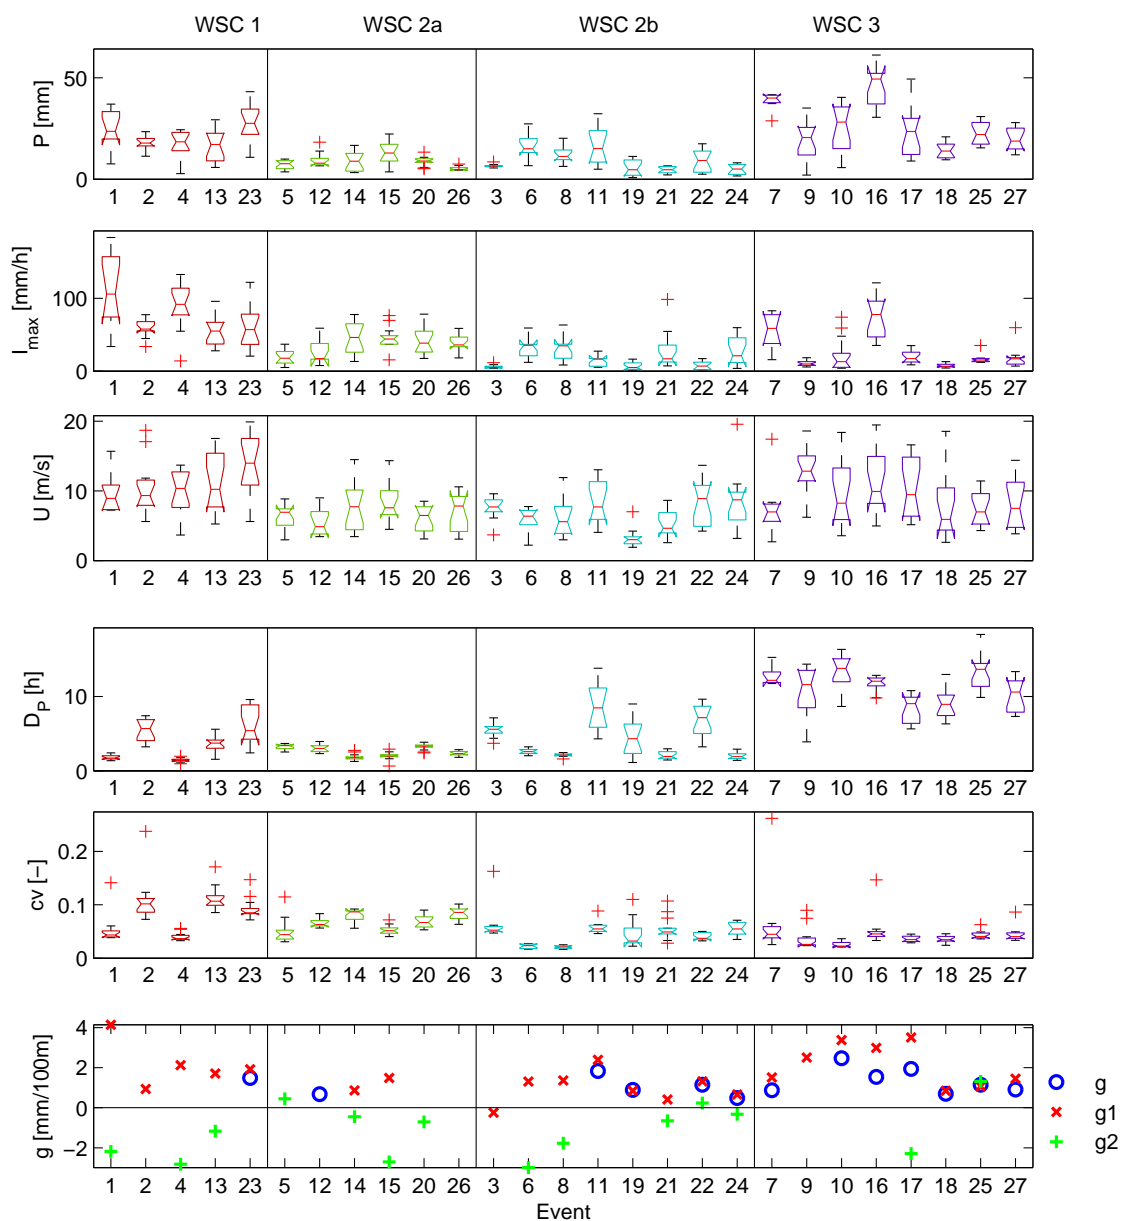 WSC 1 WSC 2a WSC 2b WSC 3
P [mm]
50
0
1 2 4 13 23 5 12 14 15 20 26 3 6 8 11 19 21 22 24 7 9 10 16 17 18 25 27
I_max [mm/h]
100
0
1 2 4 13 23 5 12 14 15 20 26 3 6 8 11 19 21 22 24 7 9 10 16 17 18 25 27
U [m/s]
20
10
0
1 2 4 13 23 5 12 14 15 20 26 3 6 8 11 19 21 22 24 7 9 10 16 17 18 25 27
D_P [h]
10
0
1 2 4 13 23 5 12 14 15 20 26 3 6 8 11 19 21 22 24 7 9 10 16 17 18 25 27
cv [-]
0.2
0.1
0
1 2 4 13 23 5 12 14 15 20 26 3 6 8 11 19 21 22 24 7 9 10 16 17 18 25 27
g [mm/100m]
4
2
0
−2
g
g1
g2
1 2 4 13 23 5 12 14 15 20 26 3 6 8 11 19 21 22 24 7 9 10 16 17 18 25 27
Event